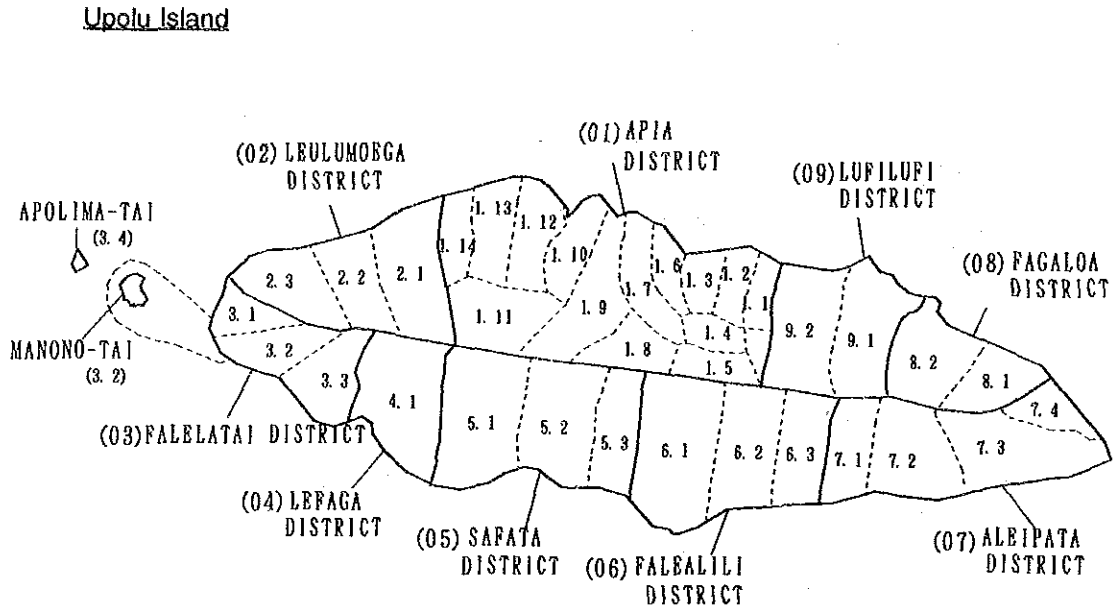 Upolu Island
(01) APIA
DISTRICT
(02) LEULUMOEGA
DISTRICT
(09) LUFILUFI
DISTRICT
APOLIMA-TAI
(3.4)
(08) FAGALOA
DISTRICT
MANONO-TAI
(3.2)
1.13
1.12
1.14
1.10
1.6
1.3
1.2
1.1
2.3
2.2
2.1
1.7
1.9
1.11
1.4
1.8
1.5
9.2
9.1
8.2
8.1
7.4
3.1
3.2
3.3
4.1
5.1
5.2
5.3
6.1
6.2
6.3
7.1
7.2
7.3
(03) FALELATAI DISTRICT
(04) LEFAGA
DISTRICT
(05) SAFATA
DISTRICT
(06) FALEALILI
DISTRICT
(07) ALEIPATA
DISTRICT